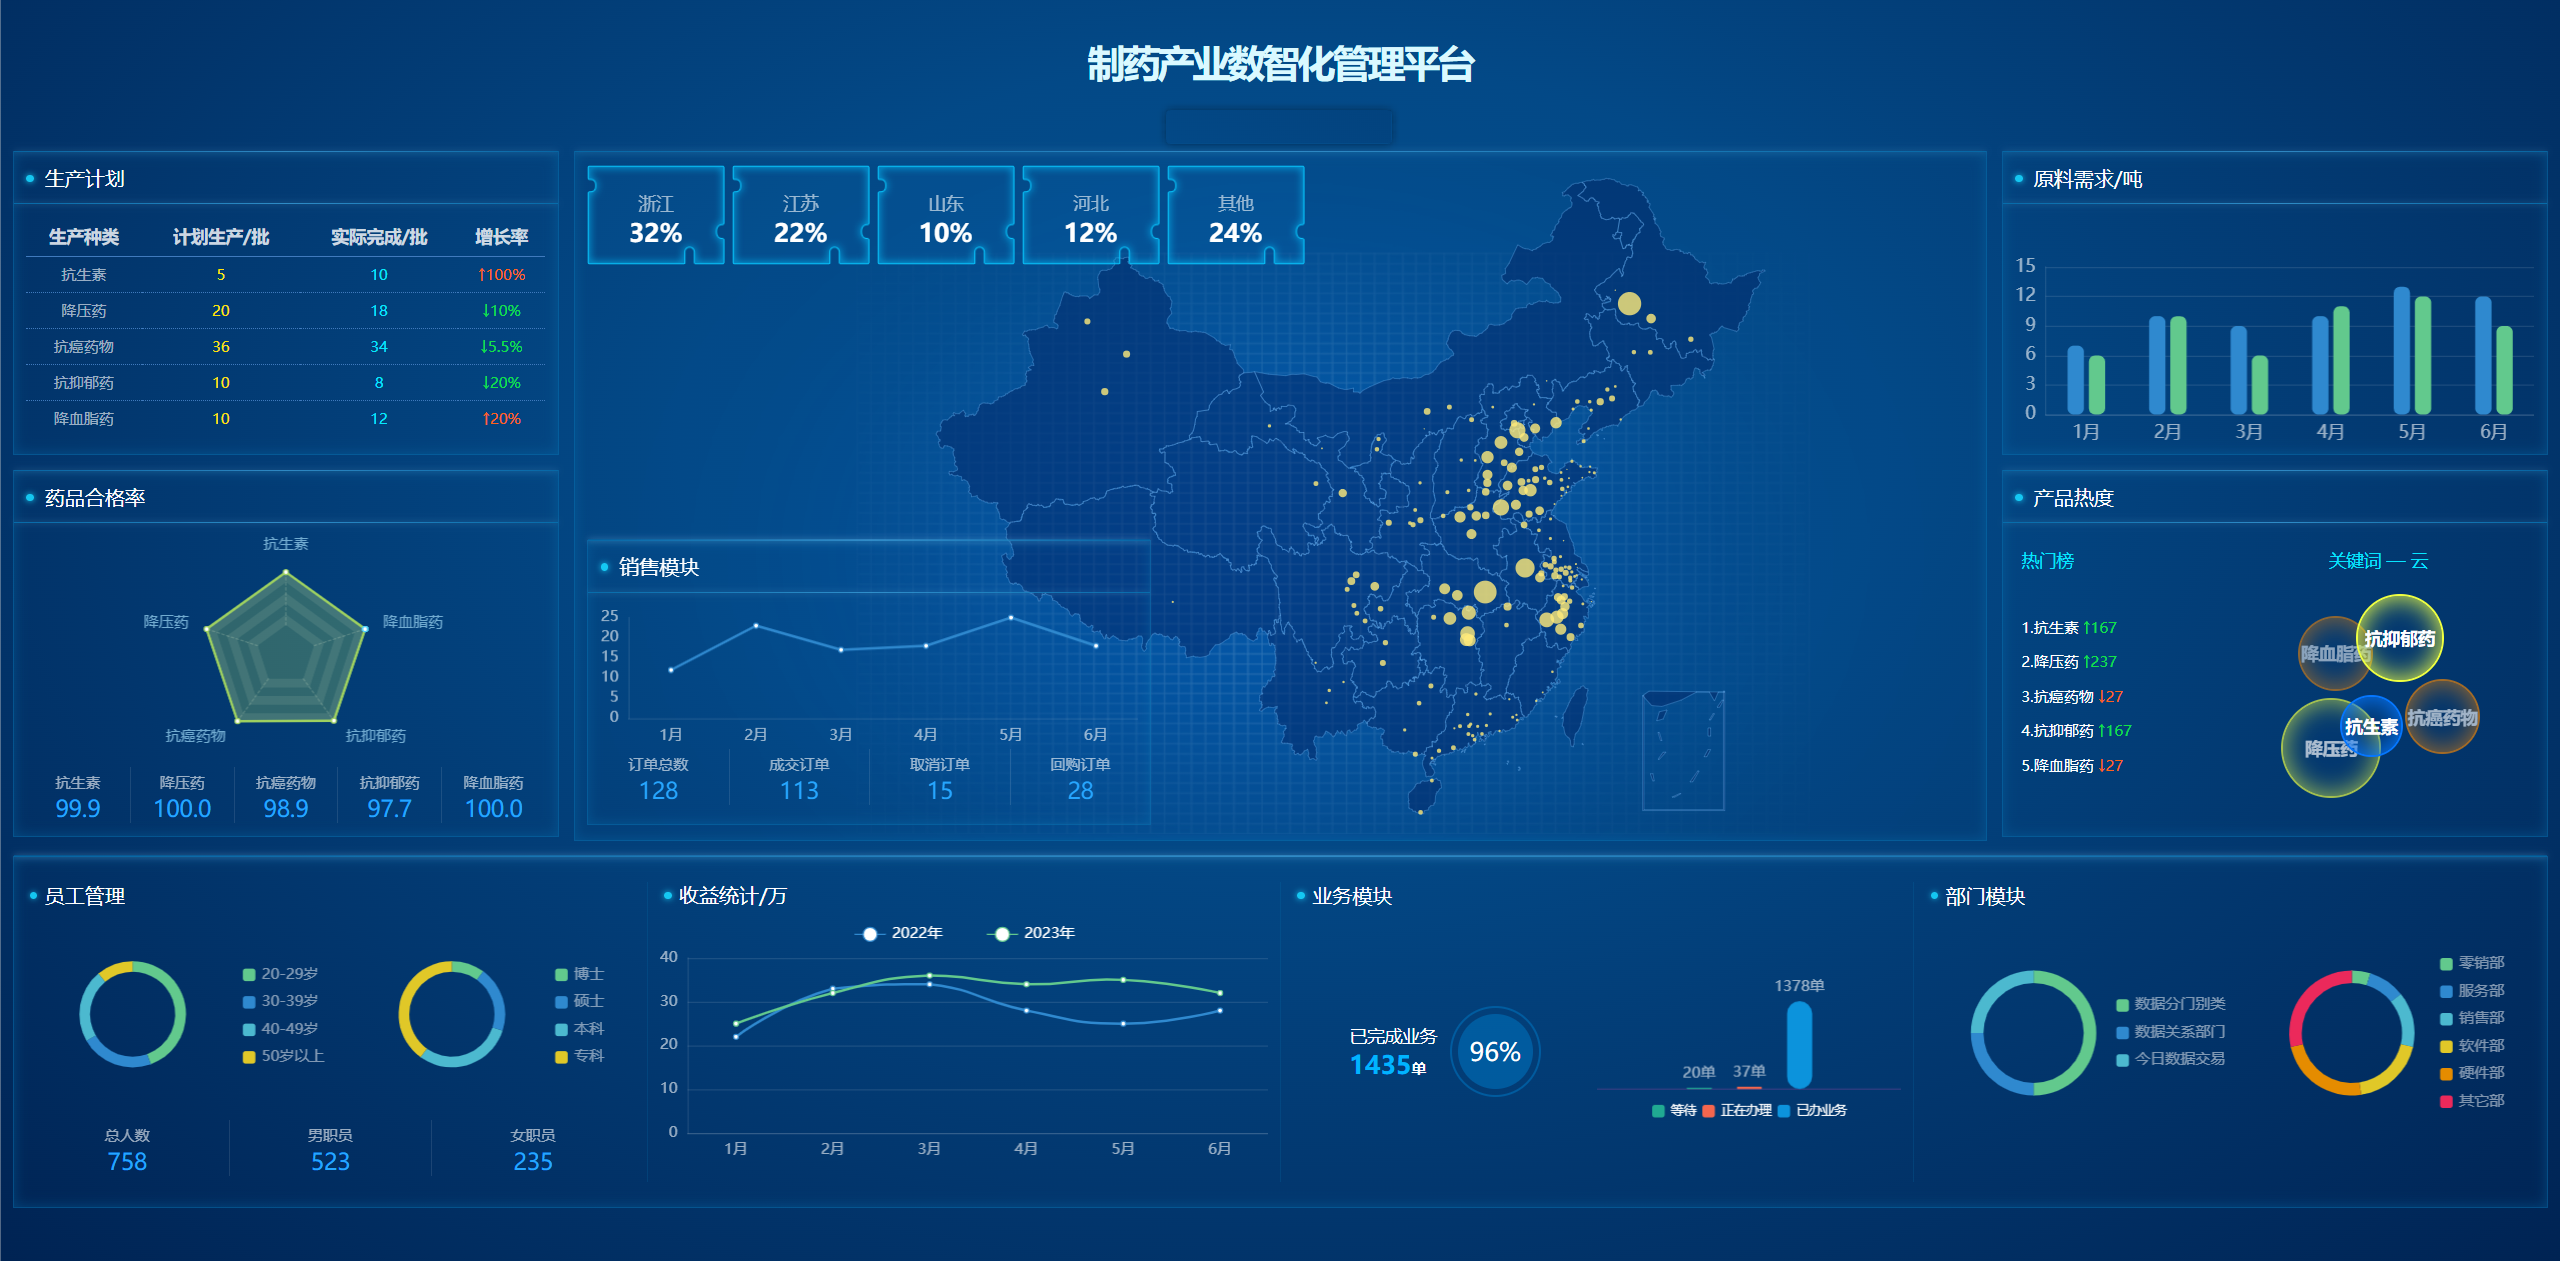 制药产业数智化管理平台
生产计划
生产种类 计划生产/批 实际完成/批 增长率
抗生素 5 10 ↑100%
降压药 20 18 ↓10%
抗癌药物 36 34 ↓5.5%
抗抑郁药 10 8 ↓20%
降血脂药 10 12 ↑20%
药品合格率
抗生素
降压药 降血脂药
抗癌药物 抗抑郁药
抗生素 降压药 抗癌药物 抗抑郁药 降血脂药
99.9 100.0 98.9 97.7 100.0
浙江 江苏 山东 河北 其他
32% 22% 10% 12% 24%
销售模块
25
20
15
10
5
0
1月 2月 3月 4月 5月 6月
订单总数 成交订单 取消订单 回购订单
128 113 15 28
原料需求/吨
15
12
9
6
3
0
1月 2月 3月 4月 5月 6月
产品热度
热门榜 关键词 — 云
1.抗生素 ↑167
2.降压药 ↑237
3.抗癌药物 ↓27
4.抗抑郁药 ↑167
5.降血脂药 ↓27
抗抑郁药
降血脂药
抗癌药物
抗生素
降压药
员工管理
20-29岁
30-39岁
40-49岁
50岁以上
博士
硕士
本科
专科
总人数 男职员 女职员
758 523 235
收益统计/万
2022年 2023年
40
30
20
10
0
1月 2月 3月 4月 5月 6月
业务模块
已完成业务
1435单
96%
20单 37单 1378单
等待 正在办理 已办业务
部门模块
数据分门别类
数据关系部门
今日数据交易
零销部
服务部
销售部
软件部
硬件部
其它部